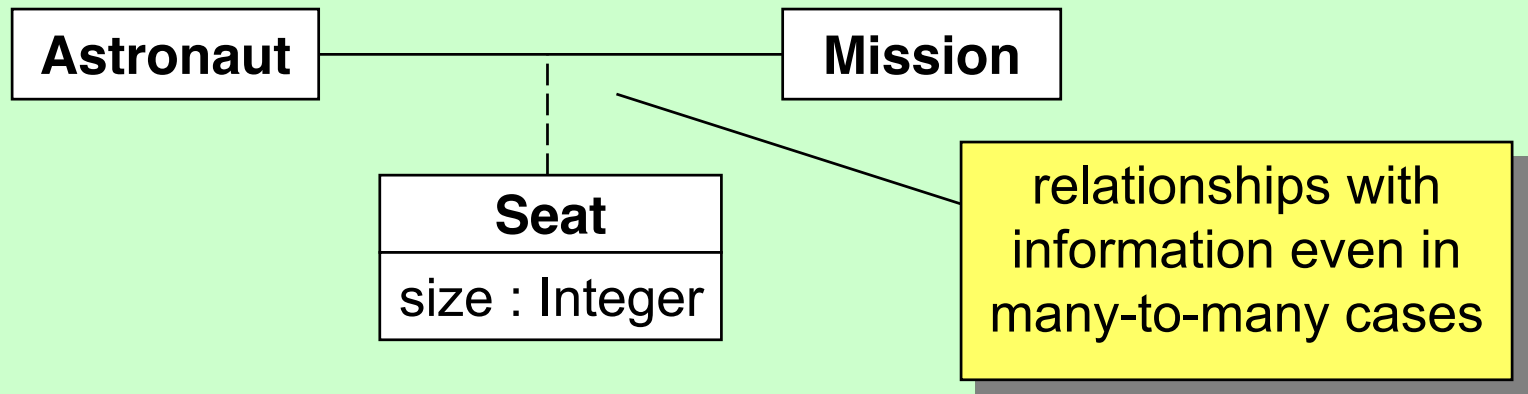 Astronaut
Mission
Seat
size : Integer
relationships with
information even in
many-to-many cases